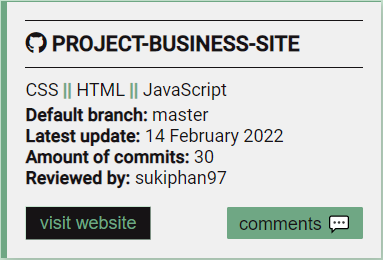 PROJECT-BUSINESS-SITE
CSS || HTML || JavaScript
Default branch: master
Latest update: 14 February 2022
Amount of commits: 30
Reviewed by: sukiphan97
visit website
comments